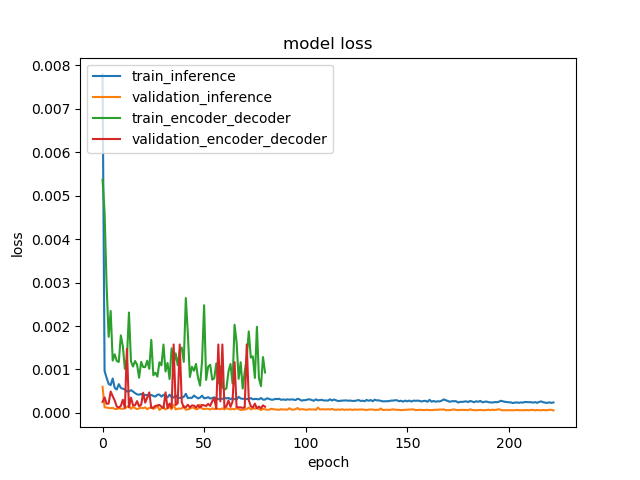 model loss
0.008
0.007
0.006
0.005
0.004
0.003
0.002
0.001
0.000
loss
train_inference
validation_inference
train_encoder_decoder
validation_encoder_decoder
0
50
100
150
200
epoch